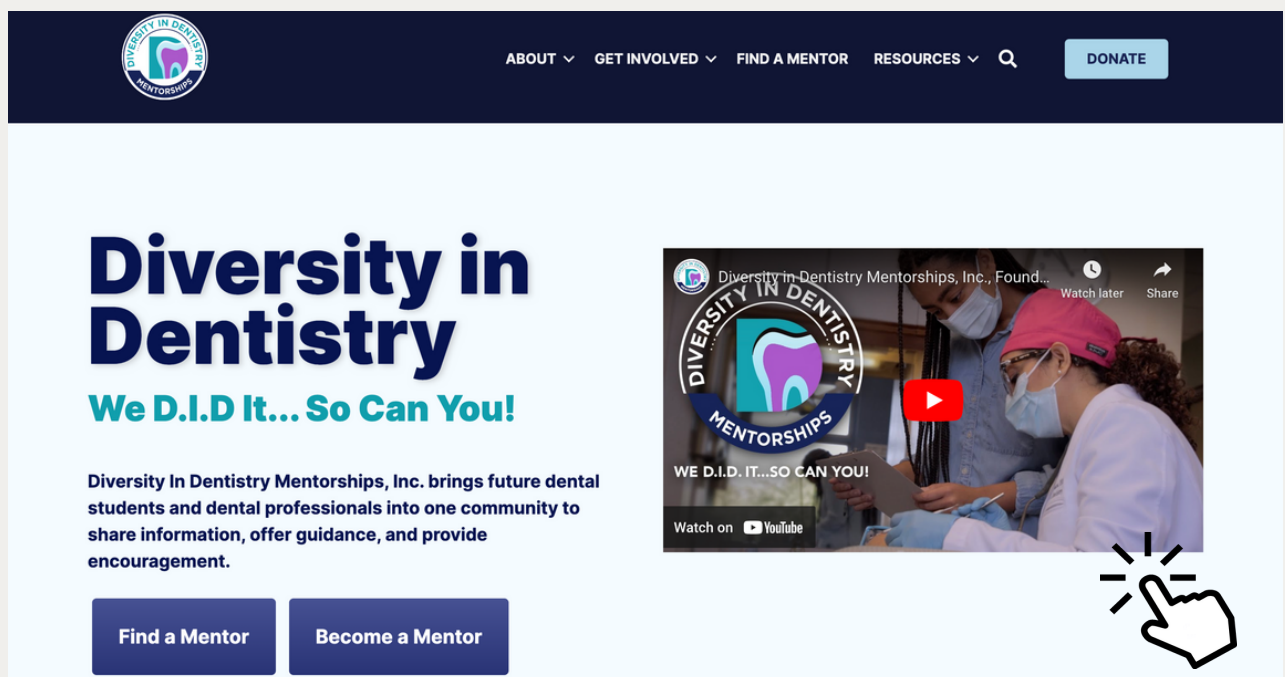 DIVERSITY IN DENTISTRY
MENTORSHIPS
ABOUT
GET INVOLVED
FIND A MENTOR
RESOURCES
DONATE
Diversity in
Dentistry
We D.I.D It... So Can You!
Diversity In Dentistry Mentorships, Inc. brings future dental
students and dental professionals into one community to
share information, offer guidance, and provide
encouragement.
Find a Mentor
Become a Mentor
Diversity in Dentistry Mentorships, Inc., Found...
Watch later
Share
DIVERSITY IN DENTISTRY
MENTORSHIPS
WE D.I.D. IT...SO CAN YOU!
Watch on YouTube